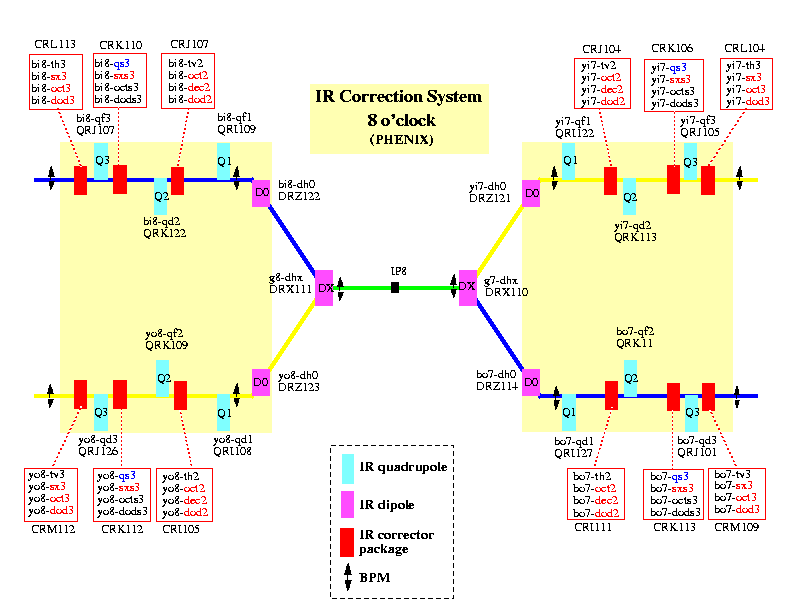 CRL113
CRK110
CRJ107
bi8-th3
bi8-sx3
bi8-oct3
bi8-dod3
bi8-qs3
bi8-sxs3
bi8-octs3
bi8-dods3
bi8-tv2
bi8-oct2
bi8-dec2
bi8-dod2
bi8-qf3
QRJ107
bi8-qf1
QRI109
Q3
Q1
Q2
bi8-qd2
QRK122
D0
bi8-dh0
DRZ122
IR Correction System
8 o'clock
(PHENIX)
CRJ104
CRK106
CRL104
yi7-tv2
yi7-oct2
yi7-dec2
yi7-dod2
yi7-qs3
yi7-sxs3
yi7-octs3
yi7-dods3
yi7-th3
yi7-sx3
yi7-oct3
yi7-dod3
yi7-qf1
QRI122
yi7-qf3
QRJ105
Q1
Q3
Q2
yi7-qd2
QRK113
yi7-dh0
DRZ121
D0
g8-dhx
DRX111
DX
IP8
DX
g7-dhx
DRX110
yo8-qf2
QRK109
Q2
Q3
Q1
D0
yo8-dh0
DRZ123
yo8-qd3
QRJ126
yo8-qd1
QRI108
yo8-tv3
yo8-sx3
yo8-oct3
yo8-dod3
CRM112
yo8-qs3
yo8-sxs3
yo8-octs3
yo8-dods3
CRK112
yo8-th2
yo8-oct2
yo8-dec2
yo8-dod2
CRI105
bo7-dh0
DRZ114
D0
bo7-qf2
QRK11
Q2
Q1
Q3
bo7-qd1
QRI127
bo7-qd3
QRJ101
bo7-th2
bo7-oct2
bo7-dec2
bo7-dod2
CRI111
bo7-qs3
bo7-sxs3
bo7-octs3
bo7-dods3
CRK113
bo7-tv3
bo7-sx3
bo7-oct3
bo7-dod3
CRM109
IR quadrupole
IR dipole
IR corrector
package
BPM